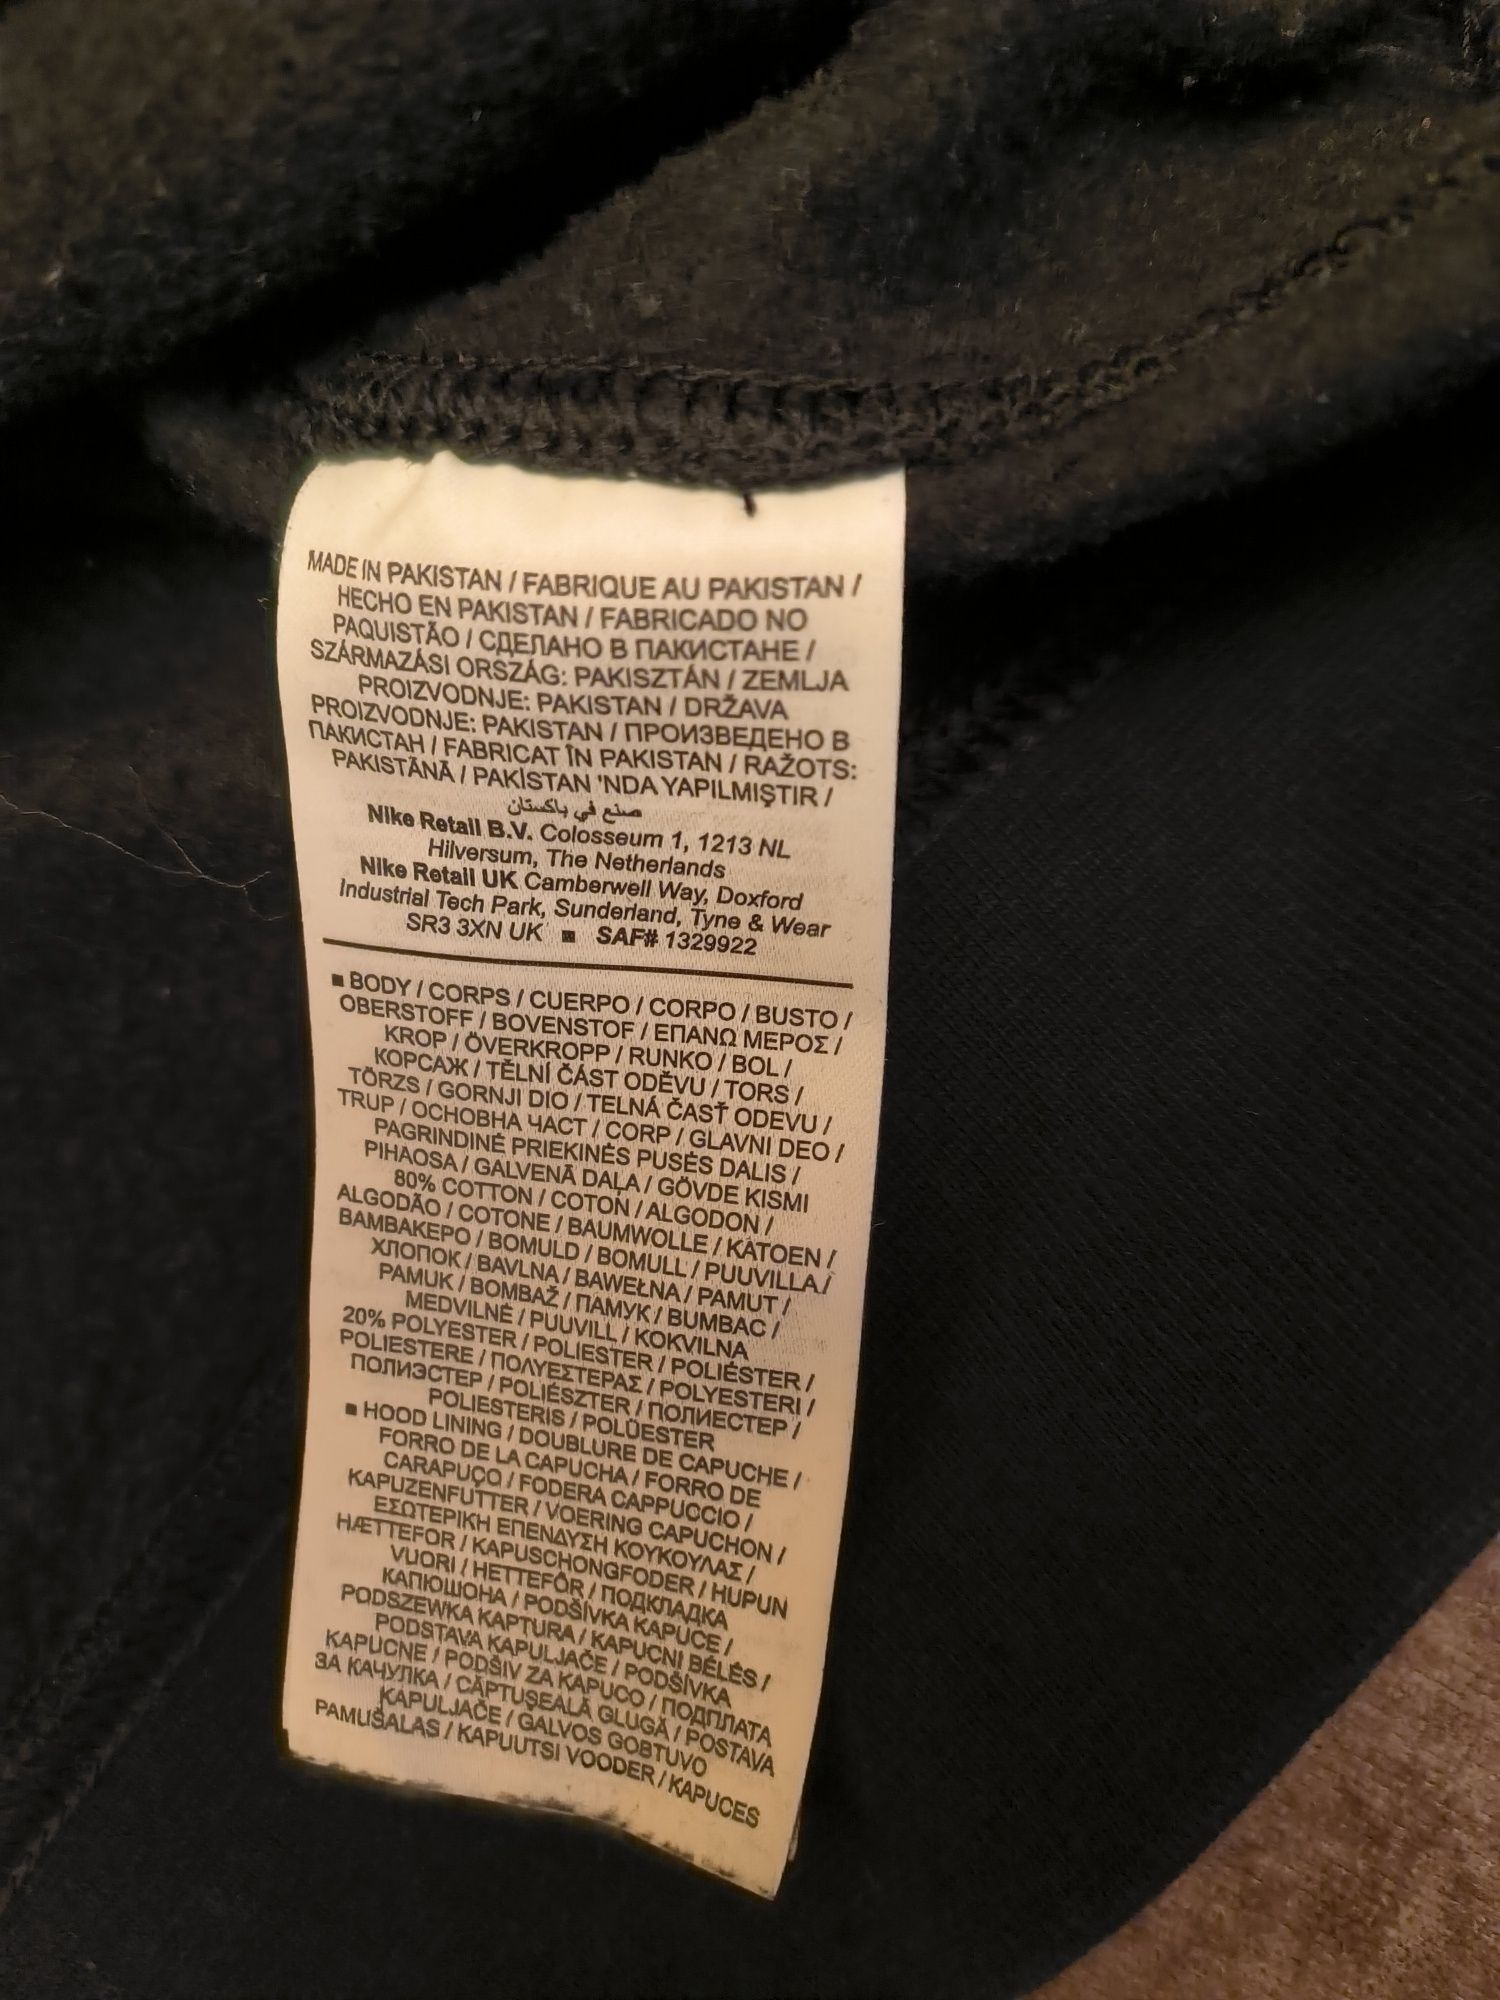 MADE IN PAKISTAN / FABRIQUE AU PAKISTAN /
HECHO EN PAKISTAN / FABRICADO NO
PAQUISTÃO / СДЕЛАНО В ПАКИСТАНЕ /
SZÁRMAZÁSI ORSZÁG: PAKISZTÁN / ZEMLJA
PROIZVODNJE: PAKISTAN / DRŽAVA
PROIZVODNJE: PAKISTAN / ПРОИЗВЕДЕНО В
ПАКИСТАН / FABRICAT ÎN PAKISTAN / RAŽOTS:
PAKISTĀNĀ / PAKİSTAN 'NDA YAPILMIŞTIR /
صنع في باكستان
Nike Retail B.V. Colosseum 1, 1213 NL
Hilversum, The Netherlands
Nike Retail UK Camberwell Way, Doxford
Industrial Tech Park, Sunderland, Tyne & Wear
SR3 3XN UK ■ SAF# 1329922
■ BODY / CORPS / CUERPO / CORPO / BUSTO /
OBERSTOFF / BOVENSTOF / ΕΠΑΝΩ ΜΕΡΟΣ /
KROP / ÖVERKROPP / RUNKO / BOL /
КОРСАЖ / TĚLNÍ ČÁST ODĚVU / TORS /
TÖRZS / GORNJI DIO / TELNÁ ČASŤ ODEVU /
TRUP / ОСНОВНА ЧАСТ / CORP / GLAVNI DEO /
PAGRINDINĖ PRIEKINĖS PUSĖS DALIS /
PIHAOSA / GALVENĀ DAĻA / GÖVDE KISMI
80% COTTON / COTON / ALGODON /
ALGODÃO / COTONE / BAUMWOLLE / KATOEN /
ΒΑΜΒΑΚΕΡΟ / BOMULD / BOMULL / PUUVILLA /
ХЛОПОК / BAVLNA / BAWEŁNA / PAMUT /
PAMUK / BOMBAŽ / ПАМУК / BUMBAC /
MEDVILNĖ / PUUVILL / KOKVILNA
20% POLYESTER / POLIESTER / POLIÉSTER /
POLIESTERE / ΠΟΛΥΕΣΤΕΡΑΣ / POLYESTERI /
ПОЛИЭСТЕР / POLIÉSZTER / ПОЛИЕСТЕР /
POLIESTERIS / POLÜESTER
■ HOOD LINING / DOUBLURE DE CAPUCHE /
FORRO DE LA CAPUCHA / FORRO DE
CARAPUÇO / FODERA CAPPUCCIO /
KAPUZENFUTTER / VOERING CAPUCHON /
ΕΣΩΤΕΡΙΚΗ ΕΠΕΝΔΥΣΗ ΚΟΥΚΟΥΛΑΣ /
HÆTTEFOR / KAPUSCHONGFODER / HUPUN
VUORI / HETTEFÔR / ПОДКЛАДКА
КАПЮШОНА / PODŠÍVKA KAPUCE /
PODSZEWKA KAPTURA / KAPUCNI BÉLÉS /
PODSTAVA KAPULJAČE / PODŠÍVKA
KAPUCNE / PODŠIV ZA KAPUCO / ПОДПЛАТА
ЗА КАЧУЛКА / CĂPTUŞEALĂ GLUGĂ / POSTAVA
KAPULJAČE / GALVOS GOBTUVO
PAMUŠALAS / KAPUUTSI VOODER / KAPUCES